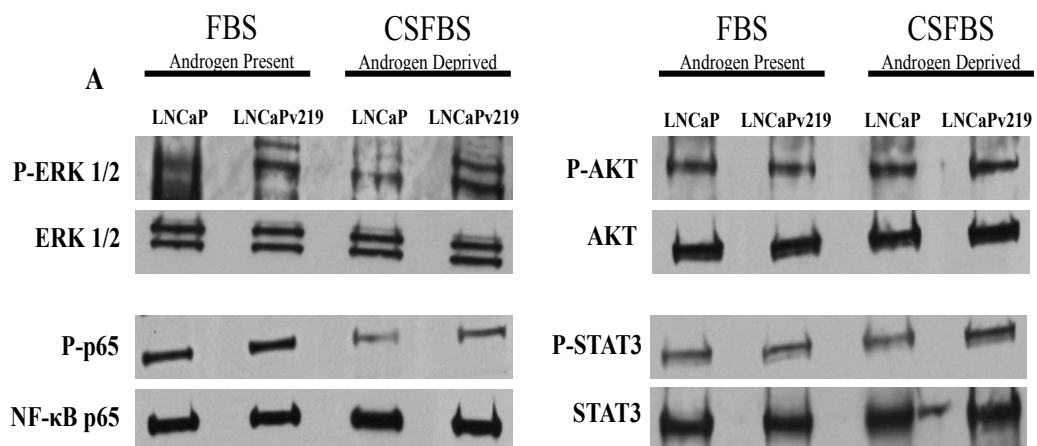 FBS CSFBS FBS CSFBS
Androgen Present Androgen Deprived Androgen Present Androgen Deprived
A
LNCaP LNCaPv219 LNCaP LNCaPv219 LNCaP LNCaPv219 LNCaP LNCaPv219
P-ERK 1/2 P-AKT
ERK 1/2 AKT
P-p65 P-STAT3
NF-κB p65 STAT3